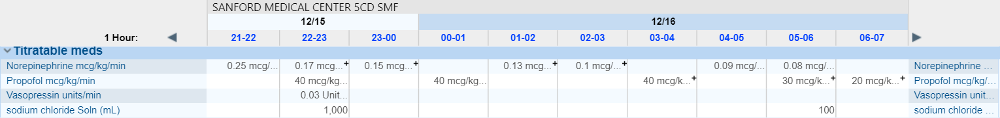 SANFORD MEDICAL CENTER 5CD SMF
12/15 12/16
1 Hour: 21-22 22-23 23-00 00-01 01-02 02-03 03-04 04-05 05-06 06-07
Titratable meds
Norepinephrine mcg/kg/min 0.25 mcg/... 0.17 mcg...+ 0.15 mcg...+ 0.13 mcg...+ 0.1 mcg/...+ 0.09 mcg/... 0.08 mcg/... Norepinephrine ...
Propofol mcg/kg/min 40 mcg/kg... 40 mcg/kg... 40 mcg/k...+ 30 mcg/k...+ 20 mcg/k...+ Propofol mcg/kg/...
Vasopressin units/min 0.03 Unit... Vasopressin unit...
sodium chloride Soln (mL) 1,000 100 sodium chloride ...